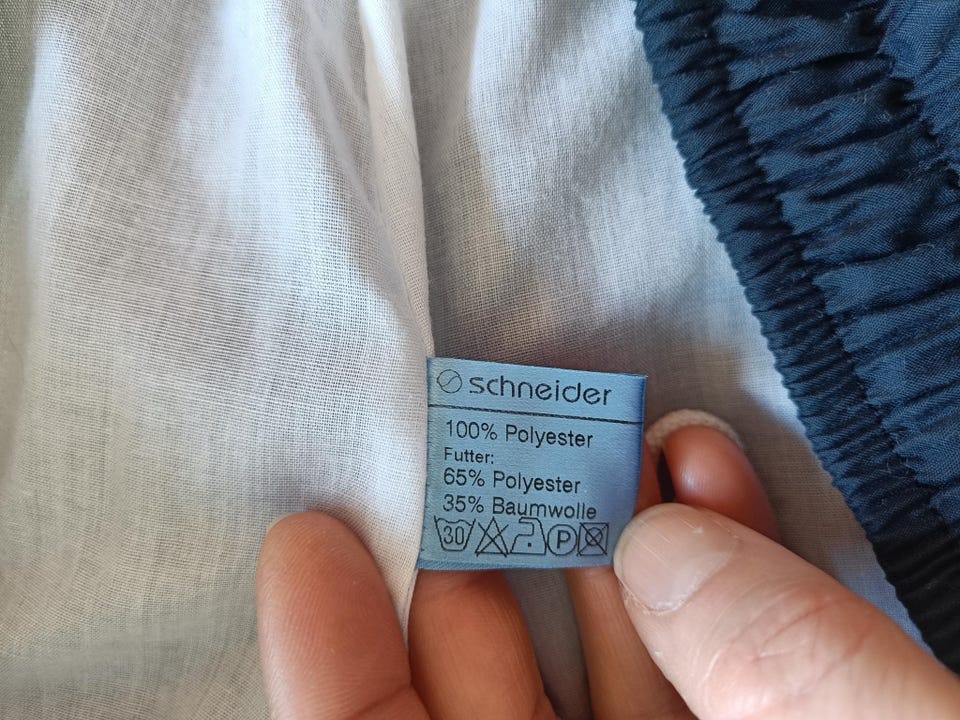 schneider
100% Polyester
Futter:
65% Polyester
35% Baumwolle
30 P